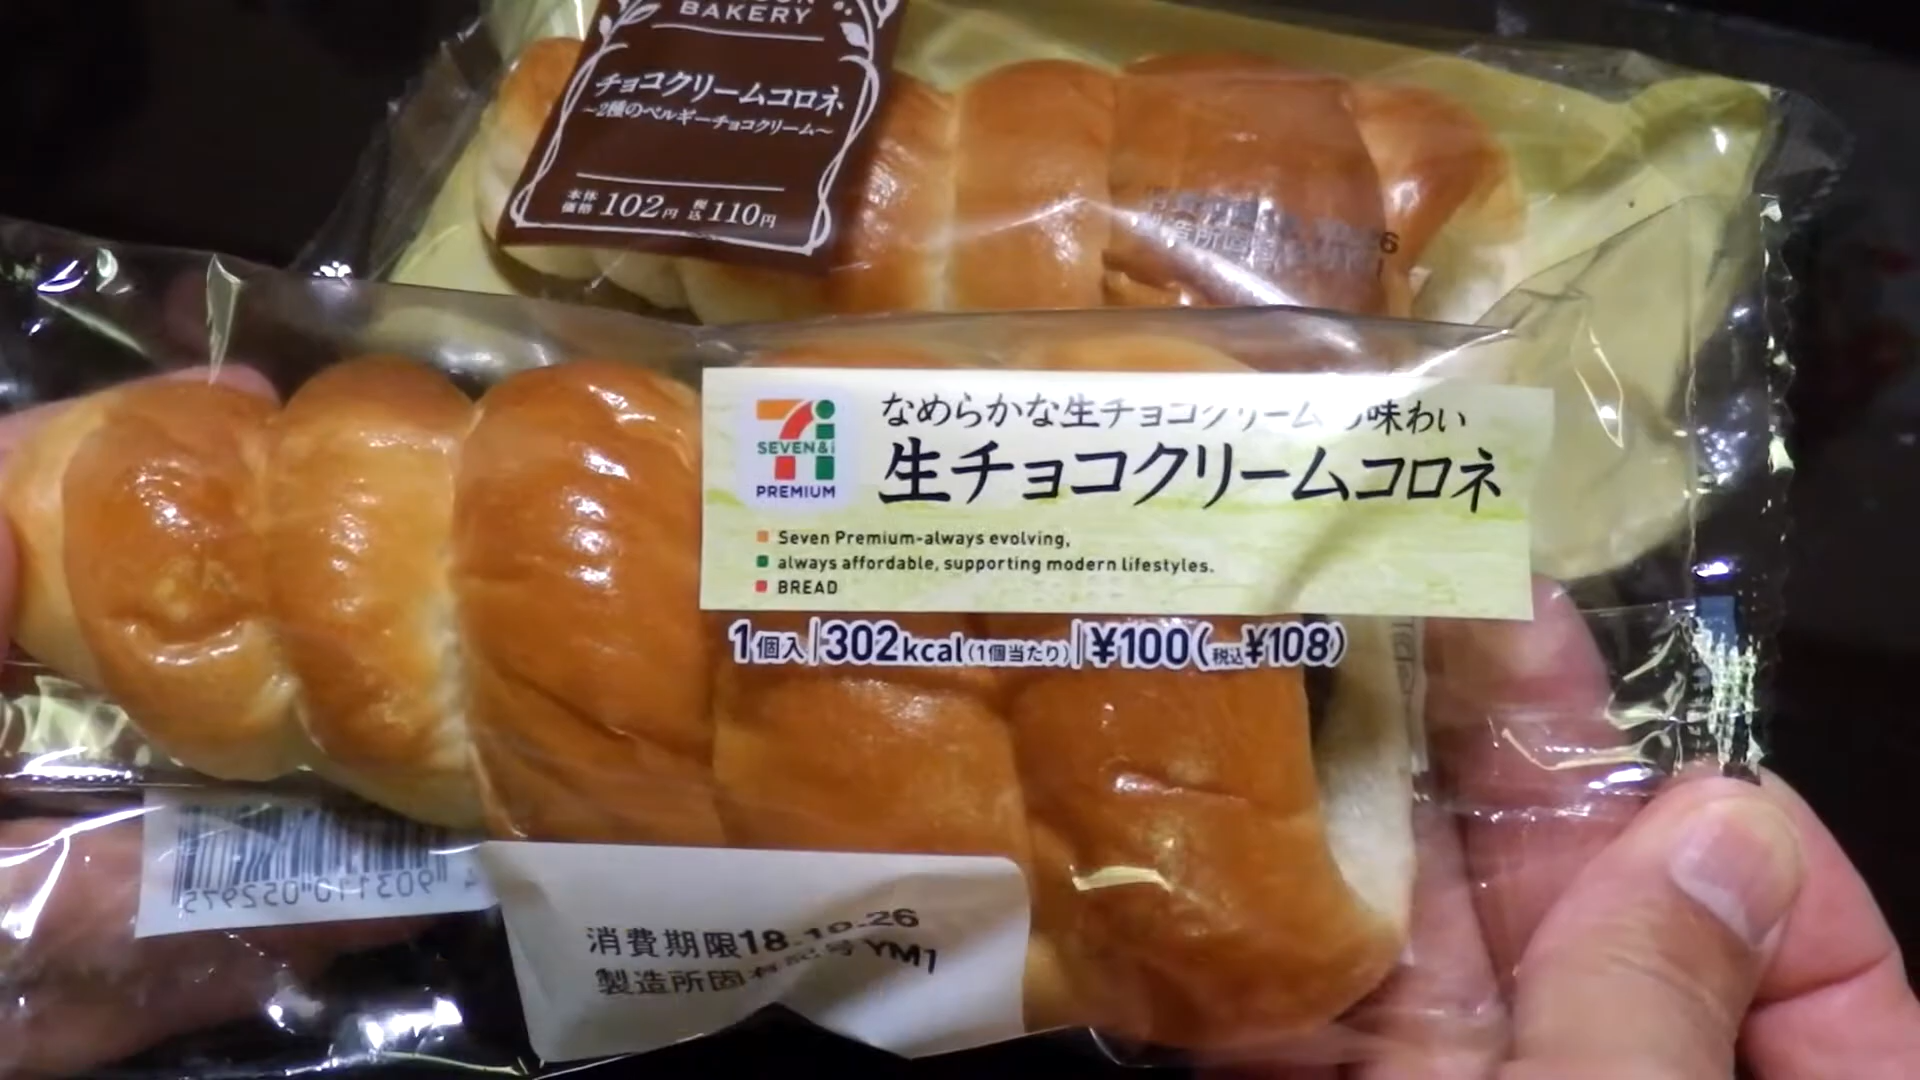 BAKERY
チョコクリームコロネ
~2種のベルギーチョコクリーム~
本体価格 102円 税込 110円
なめらかな生チョコクリームの味わい
生チョコクリームコロネ
SEVEN&i
PREMIUM
Seven Premium-always evolving,
always affordable, supporting modern lifestyles.
BREAD
1個入|302kcal(1個当たり)|¥100(税込¥108)
4 903110 052975
消費期限18.10.26
製造所固有記号 YM1